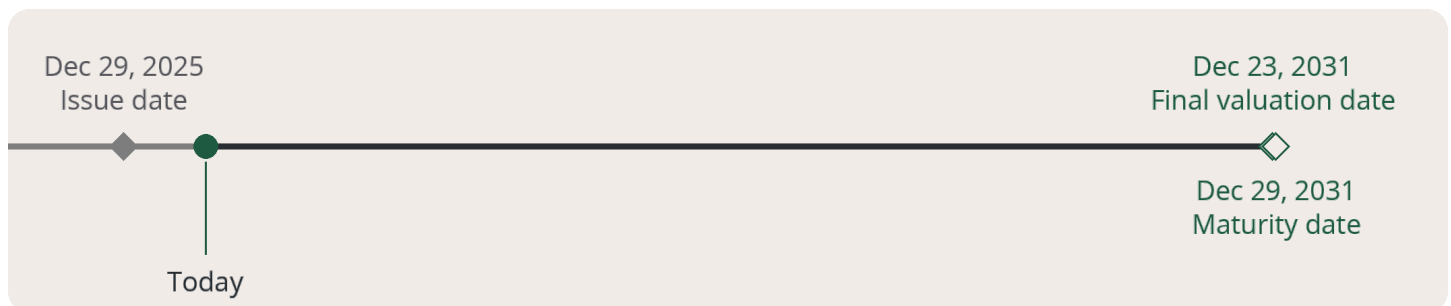 Dec 29, 2025
Issue date
Dec 23, 2031
Final valuation date
Dec 29, 2031
Maturity date
Today